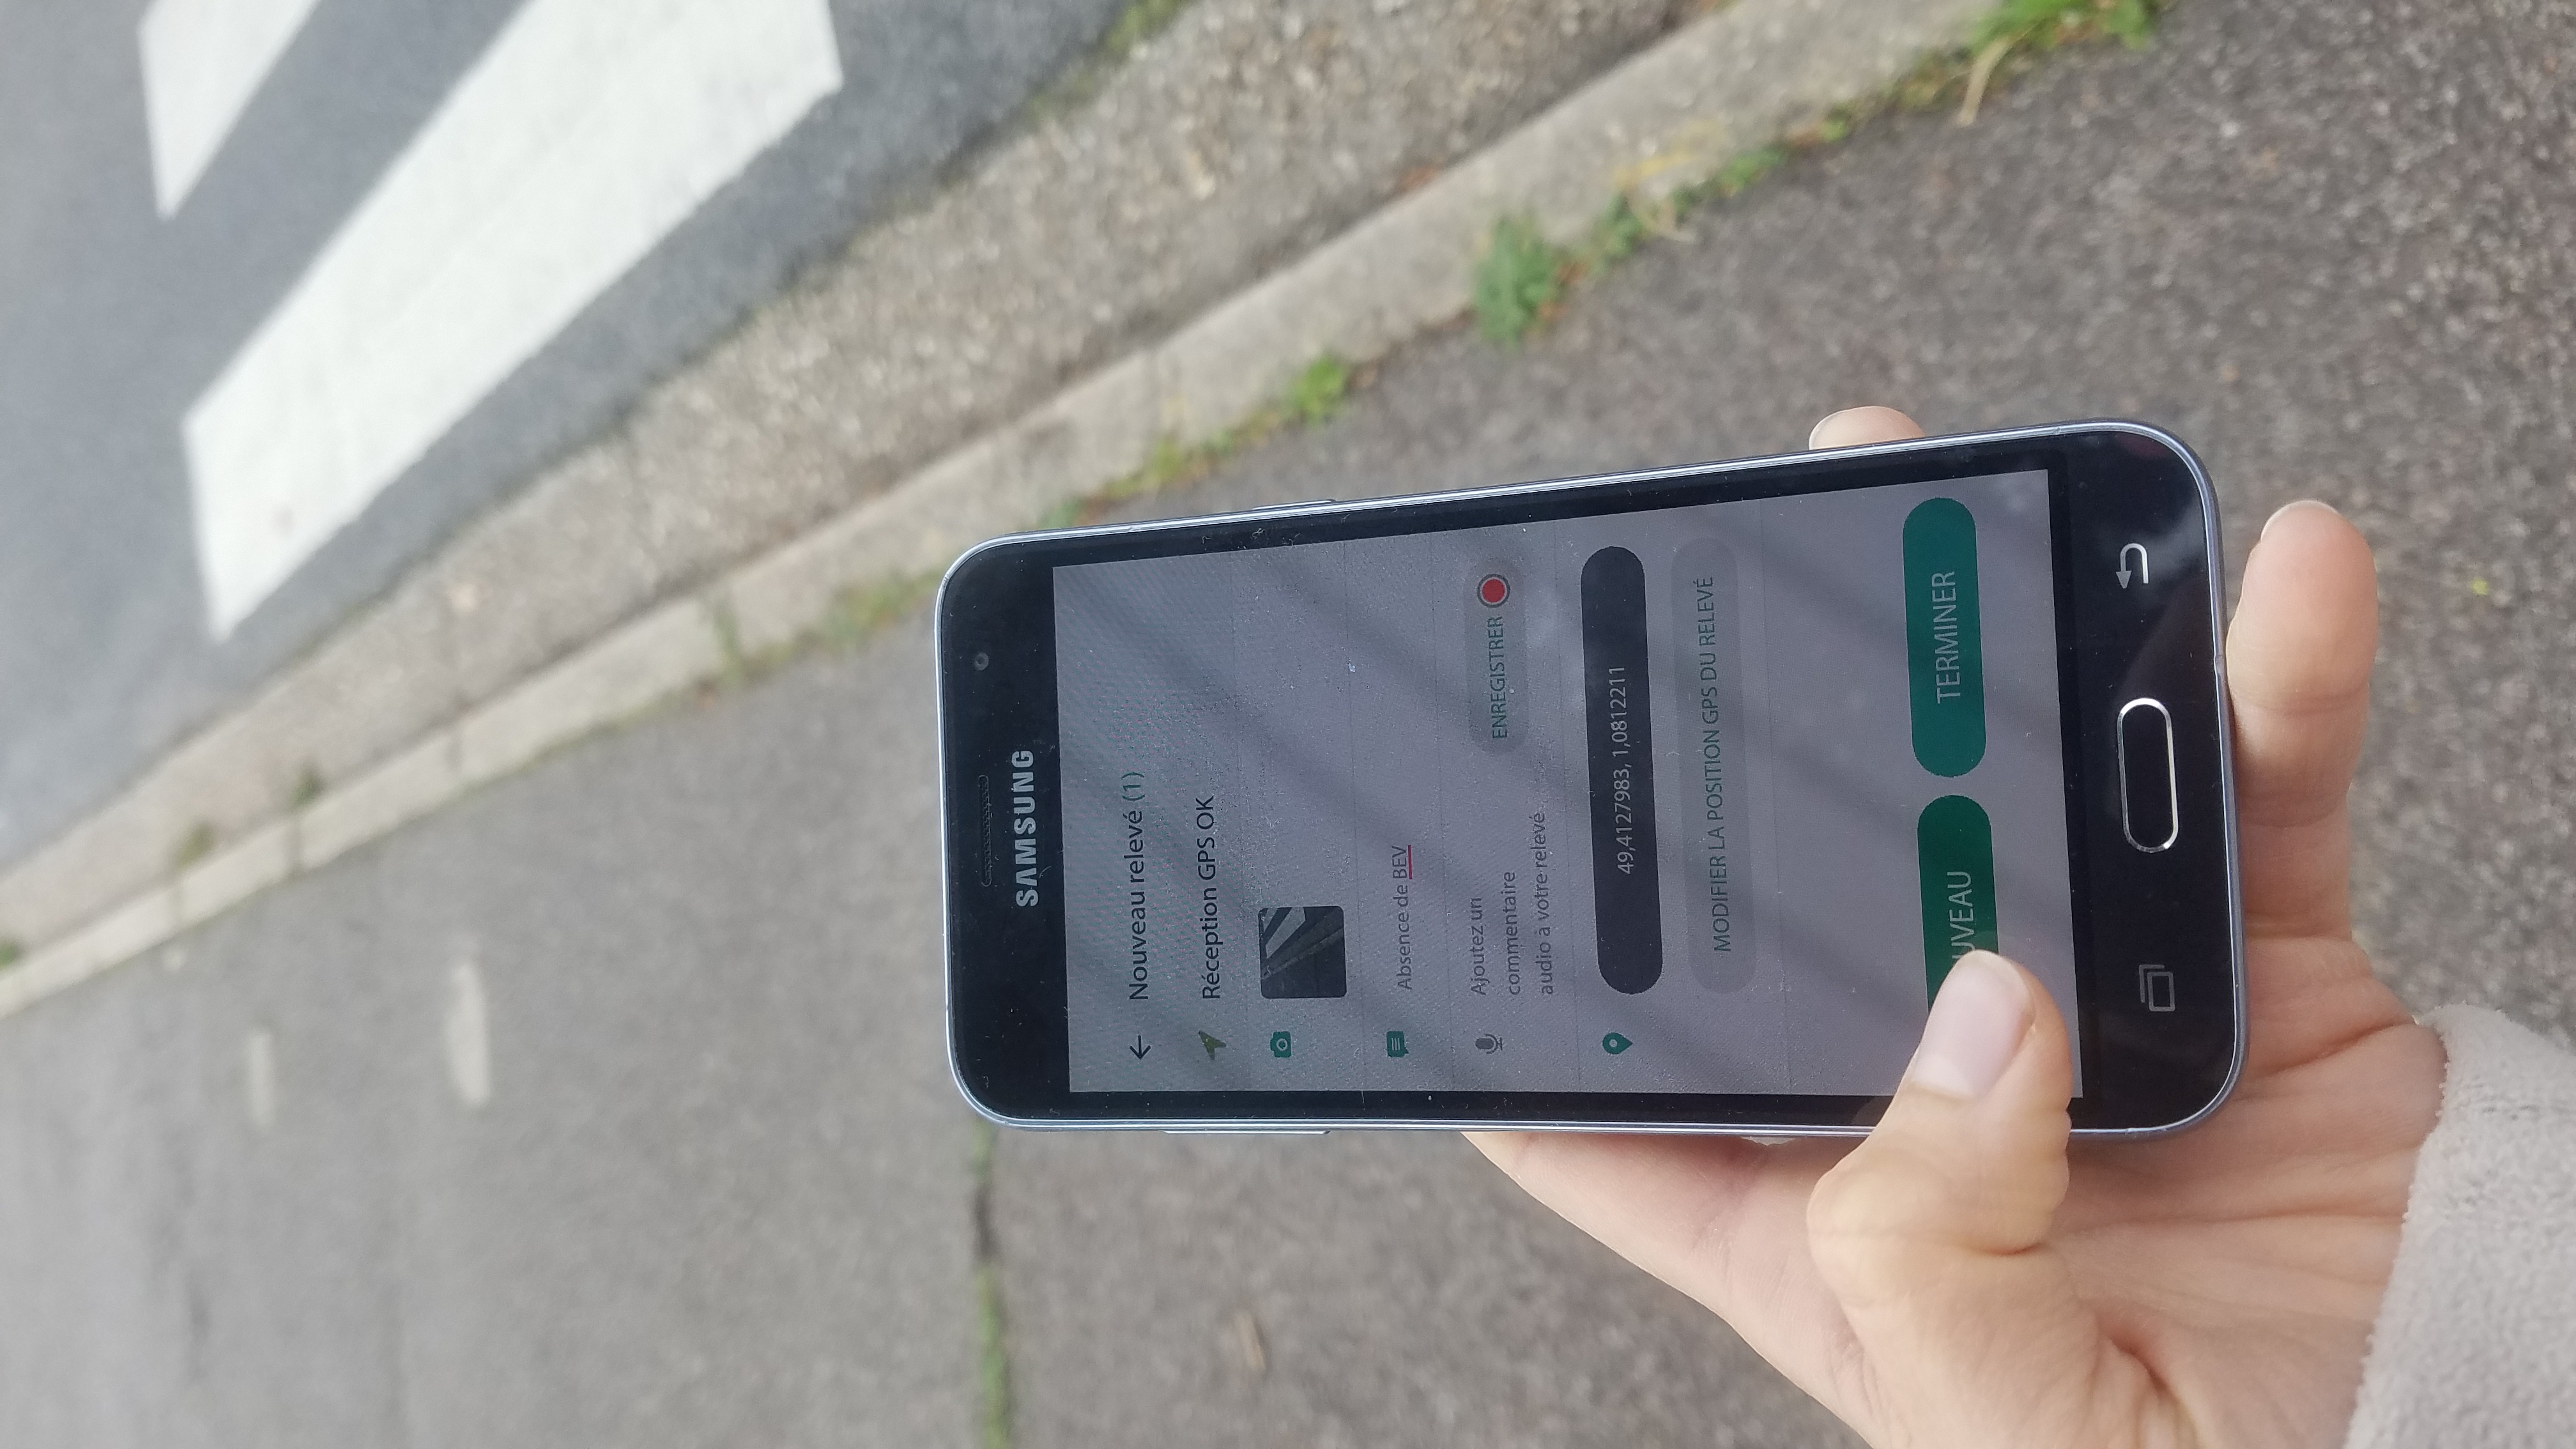 SAMSUNG
Nouveau relevé (1)
Réception GPS OK
Absence de BEV
Ajoutez un
commentaire
audio à votre relevé
ENREGISTRER
49,4127983, 1,0812211
MODIFIER LA POSITION GPS DU RELEVÉ
UVEAU
TERMINER